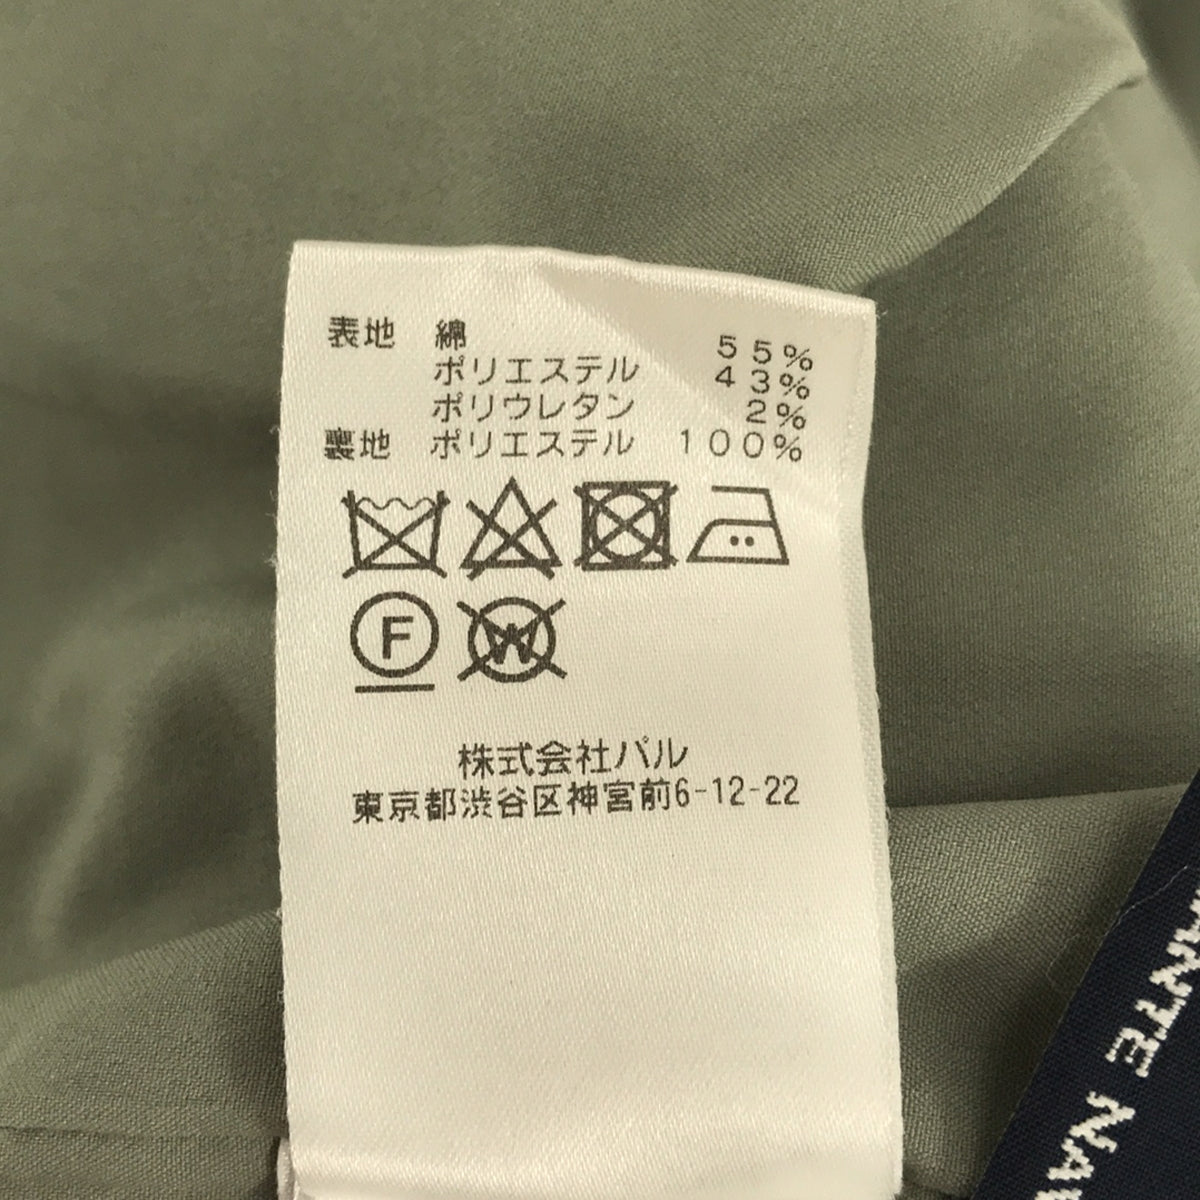 表地 綿 55%
ポリエステル 43%
ポリウレタン 2%
裏地 ポリエステル 100%
F
W
株式会社パル
東京都渋谷区神宮前6-12-22